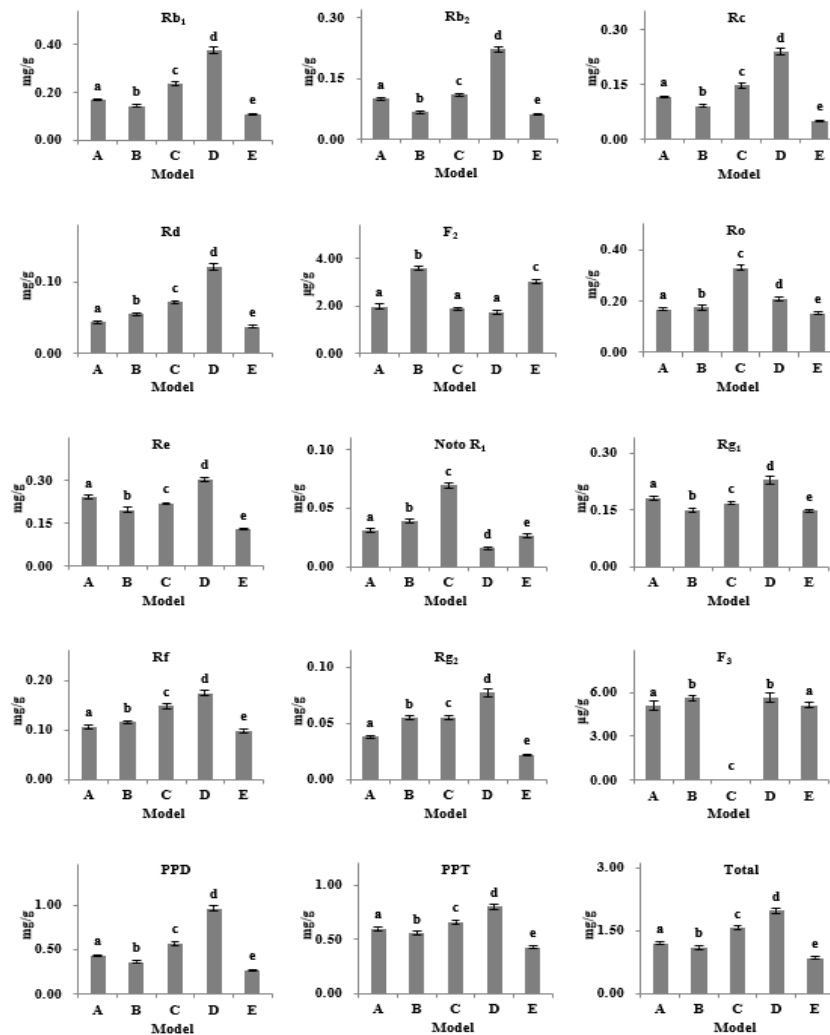 Rb₁
mg/g
0.40
0.20
0.00
a b c d e
A B C D E
Model
Rb₂
mg/g
0.30
0.15
0.00
a b c d e
A B C D E
Model
Rc
mg/g
0.30
0.15
0.00
a b c d e
A B C D E
Model
Rd
mg/g
0.10
0.00
a b c d e
A B C D E
Model
F₂
µg/g
4.00
2.00
0.00
a b a a c
A B C D E
Model
Ro
mg/g
0.40
0.20
0.00
a b c d e
A B C D E
Model
Re
mg/g
0.30
0.15
0.00
a b c d e
A B C D E
Model
Noto R₁
mg/g
0.10
0.05
0.00
a b c d e
A B C D E
Model
Rg₁
mg/g
0.30
0.15
0.00
a b c d e
A B C D E
Model
Rf
mg/g
0.20
0.10
0.00
a b c d e
A B C D E
Model
Rg₂
mg/g
0.10
0.05
0.00
a b c d e
A B C D E
Model
F₃
µg/g
6.00
3.00
0.00
a b c b a
A B C D E
Model
PPD
mg/g
1.00
0.50
0.00
a b c d e
A B C D E
Model
PPT
mg/g
1.00
0.50
0.00
a b c d e
A B C D E
Model
Total
mg/g
3.00
1.50
0.00
a b c d e
A B C D E
Model